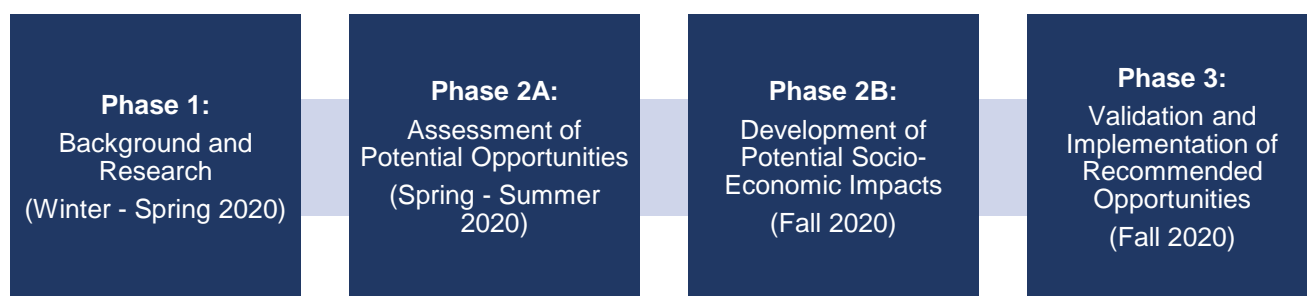 Phase 1:
Background and
Research
(Winter - Spring 2020)
Phase 2A:
Assessment of
Potential Opportunities
(Spring - Summer
2020)
Phase 2B:
Development of
Potential Socio-
Economic Impacts
(Fall 2020)
Phase 3:
Validation and
Implementation of
Recommended
Opportunities
(Fall 2020)